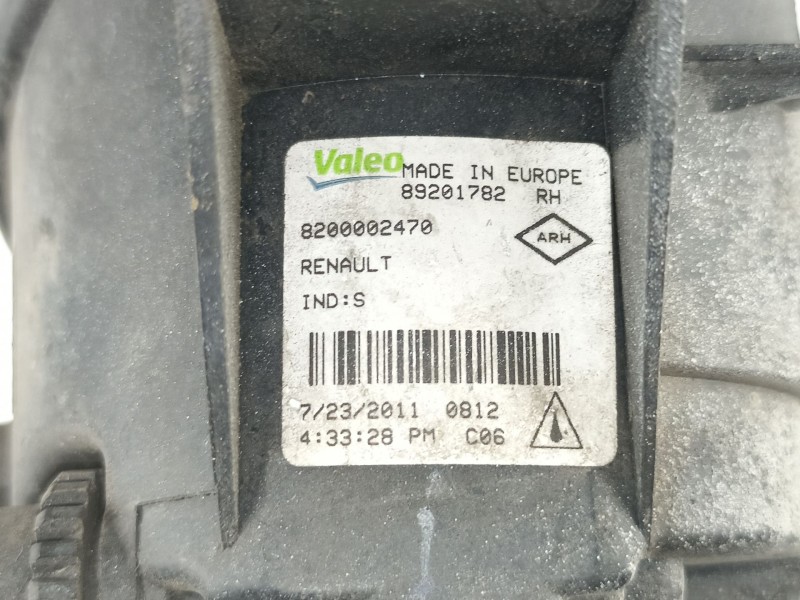 Valeo MADE IN EUROPE
89201782 RH
8200002470
ARH
RENAULT
IND:S
7/23/2011 0812
4:33:28 PM C06